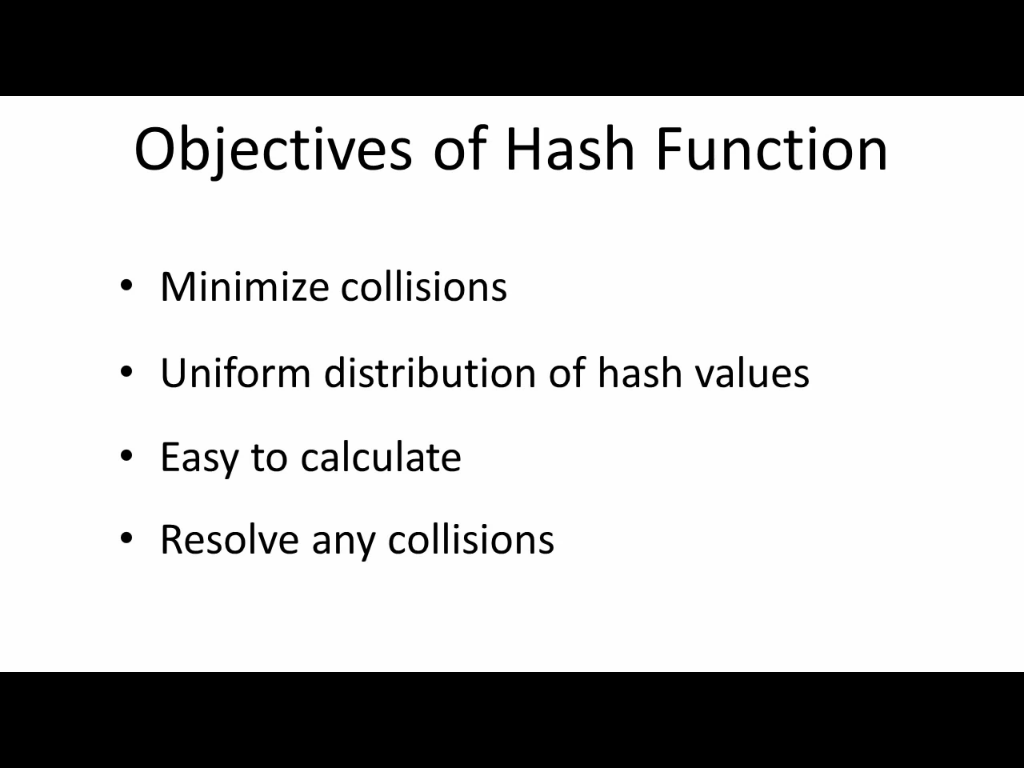 Objectives of Hash Function
• Minimize collisions
• Uniform distribution of hash values
• Easy to calculate
• Resolve any collisions